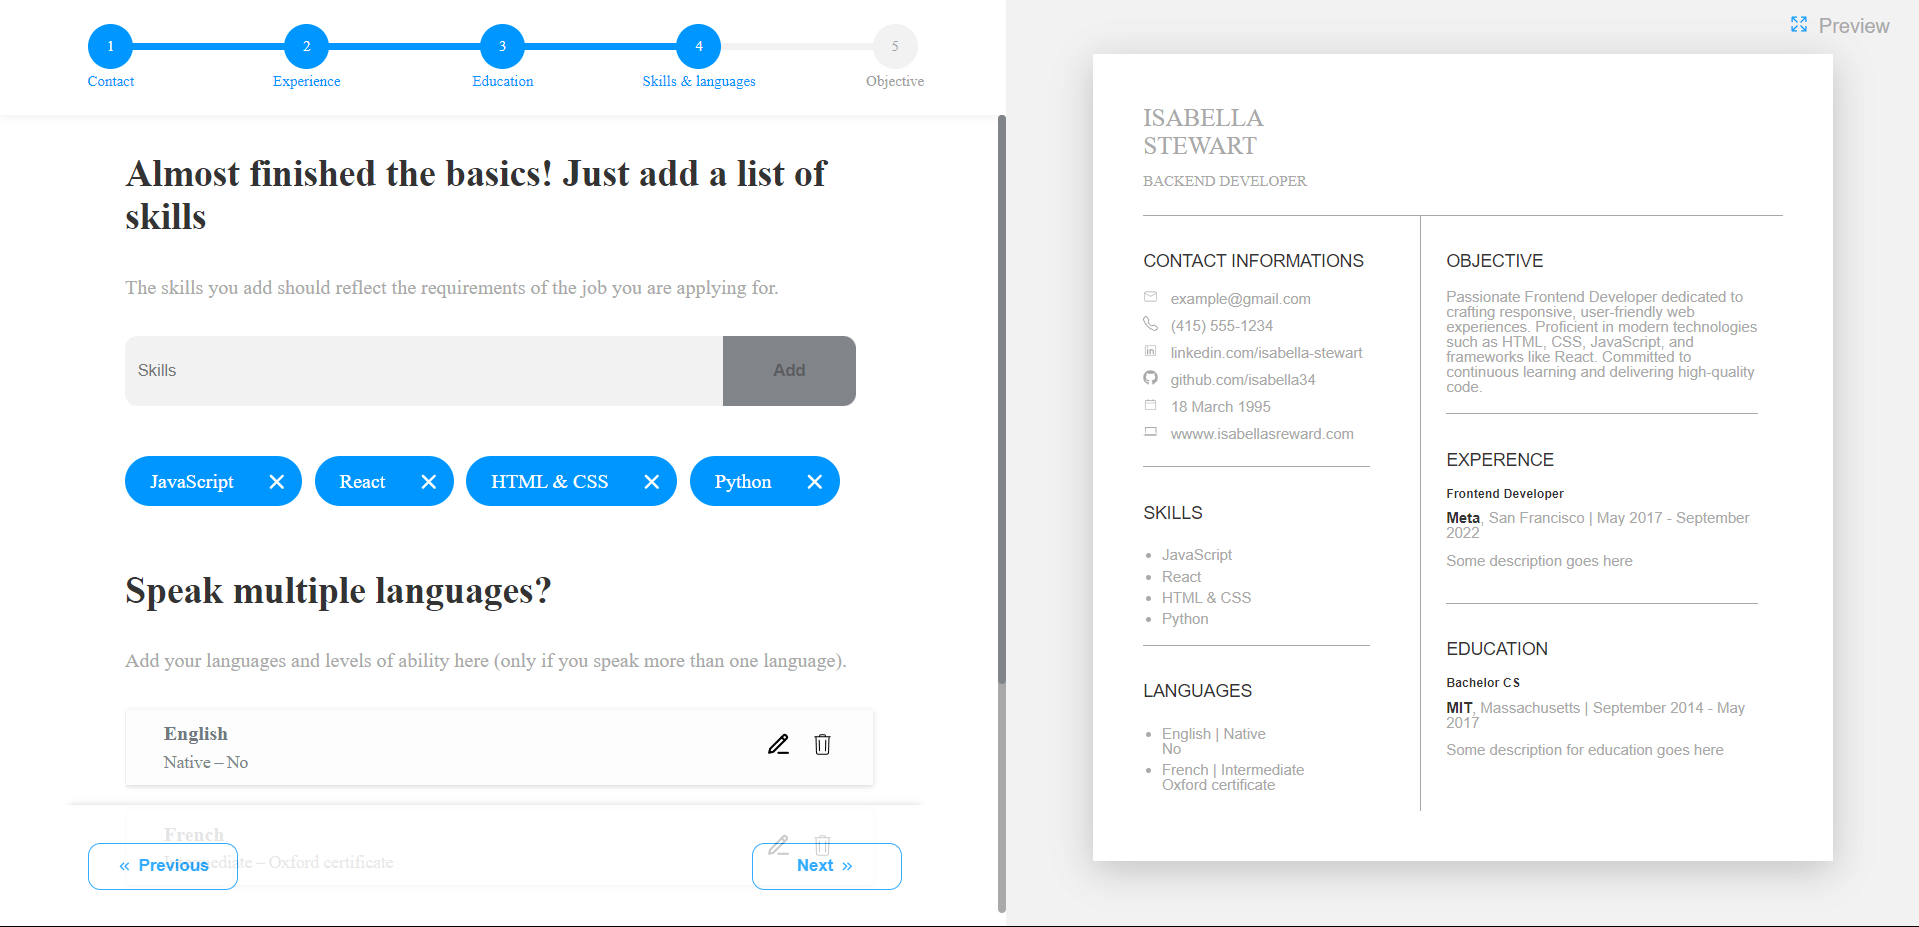 1
2
3
4
5
Contact
Experience
Education
Skills & languages
Objective
Almost finished the basics! Just add a list of
skills
The skills you add should reflect the requirements of the job you are applying for.
Skills
Add
JavaScript
React
HTML & CSS
Python
Speak multiple languages?
Add your languages and levels of ability here (only if you speak more than one language).
English
Native – No
French
Intermediate – Oxford certificate
« Previous
Next »
Preview
ISABELLA
STEWART
BACKEND DEVELOPER
CONTACT INFORMATIONS
example@gmail.com
(415) 555-1234
linkedin.com/isabella-stewart
github.com/isabella34
18 March 1995
wwww.isabellasreward.com
SKILLS
JavaScript
React
HTML & CSS
Python
LANGUAGES
English | Native
No
French | Intermediate
Oxford certificate
OBJECTIVE
Passionate Frontend Developer dedicated to
crafting responsive, user-friendly web
experiences. Proficient in modern technologies
such as HTML, CSS, JavaScript, and
frameworks like React. Committed to
continuous learning and delivering high-quality
code.
EXPERIENCE
Frontend Developer
Meta, San Francisco | May 2017 - September
2022
Some description goes here
EDUCATION
Bachelor CS
MIT, Massachusetts | September 2014 - May
2017
Some description for education goes here